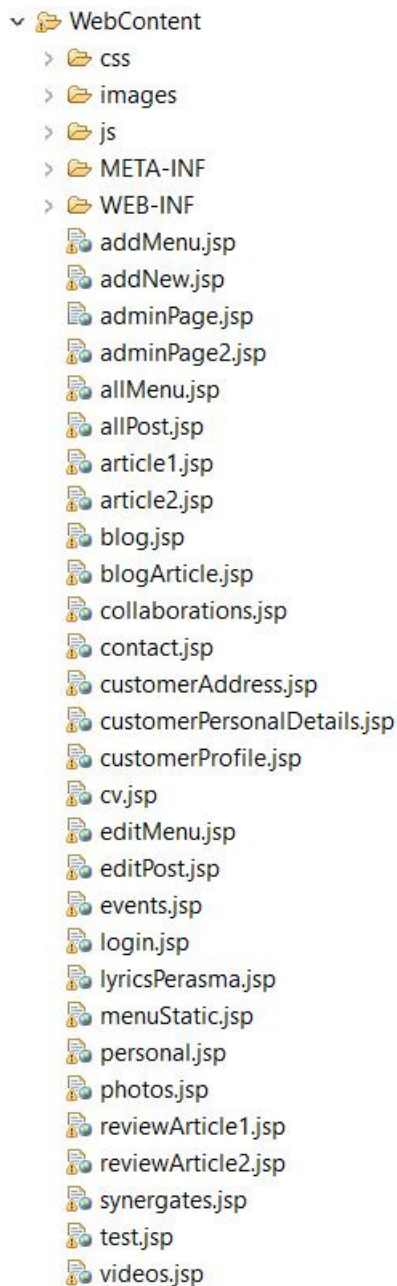 WebContent
css
images
js
META-INF
WEB-INF
addMenu.jsp
addNew.jsp
adminPage.jsp
adminPage2.jsp
allMenu.jsp
allPost.jsp
article1.jsp
article2.jsp
blog.jsp
blogArticle.jsp
collaborations.jsp
contact.jsp
customerAddress.jsp
customerPersonalDetails.jsp
customerProfile.jsp
cv.jsp
editMenu.jsp
editPost.jsp
events.jsp
login.jsp
lyricsPerasma.jsp
menuStatic.jsp
personal.jsp
photos.jsp
reviewArticle1.jsp
reviewArticle2.jsp
synergates.jsp
test.jsp
videos.jsp